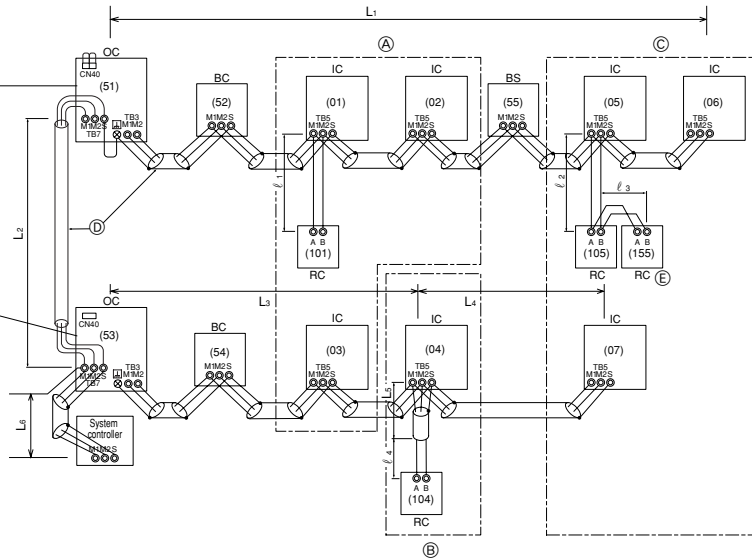 L1
OC
CN40
(51)
M1M2S
TB7
TB3
M1M2
BC
(52)
M1M2S
A
IC
(01)
TB5
M1M2S
IC
(02)
TB5
M1M2S
BS
(55)
M1M2S
C
IC
(05)
TB5
M1M2S
IC
(06)
TB5
M1M2S
ℓ1
ℓ2
ℓ3
A B
(101)
RC
A B
(105)
RC
A B
(155)
RC
E
D
L2
L3
L4
OC
CN40
(53)
M1M2S
TB7
TB3
M1M2
BC
(54)
M1M2S
IC
(03)
TB5
M1M2S
IC
(04)
TB5
M1M2S
IC
(07)
TB5
M1M2S
L5
ℓ4
L6
System
controller
M1M2S
A B
(104)
RC
B